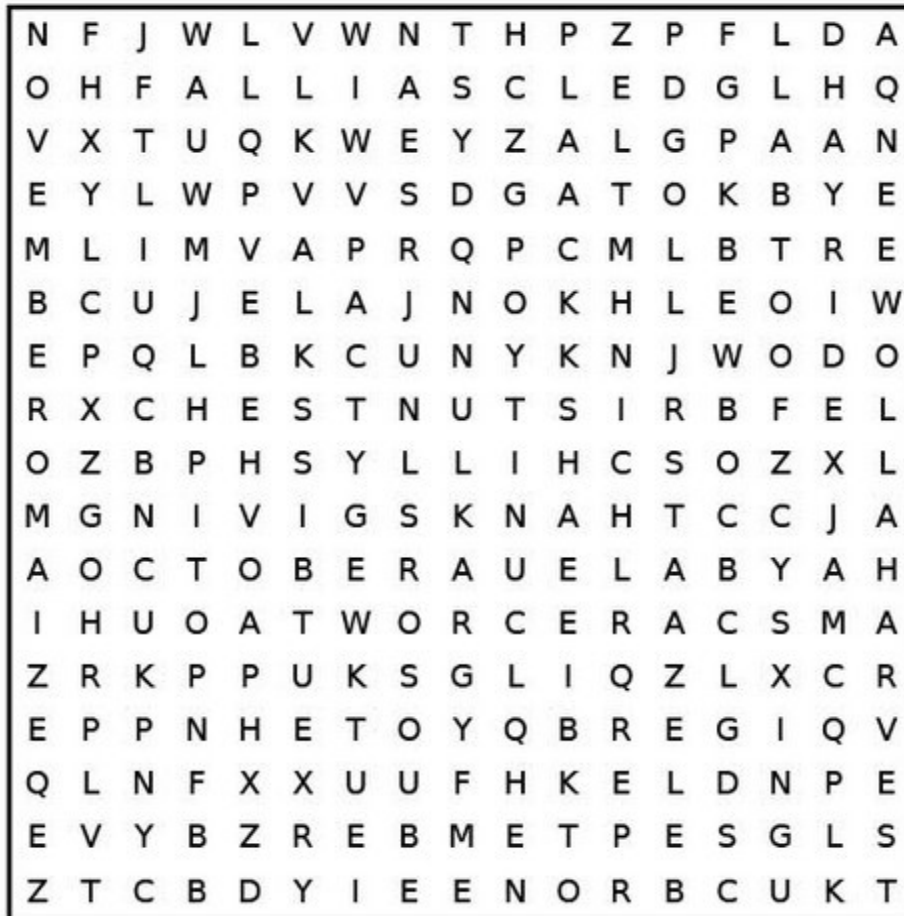 N F J W L V W N T H P Z P F L D A
O H F A L L I A S C L E D G L H Q
V X T U Q K W E Y Z A L G P A A N
E Y L W P V V S D G A T O K B Y E
M L I M V A P R Q P C M L B T R E
B C U J E L A J N O K H L E O I W
E P Q L B K C U N Y K N J W O D O
R X C H E S T N U T S I R B F E L
O Z B P H S Y L L I H C S O Z X L
M G N I V I G S K N A H T C C J A
A O C T O B E R A U E L A B Y A H
I H U O A T W O R C E R A C S M A
Z R K P P U K S G L I Q Z L X C R
E P P N H E T O Y Q B R E G I Q V
Q L N F X X U U F H K E L D N P E
E V Y B Z R E B M E T P E S G L S
Z T C B D Y I E E N O R B C U K T